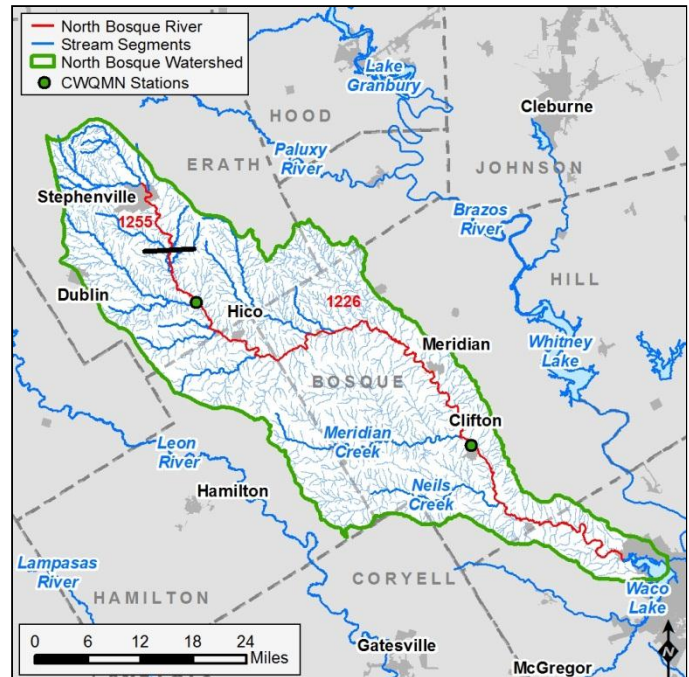 North Bosque River
Stream Segments
North Bosque Watershed
CWQMN Stations
Lake
Granbury
Cleburne
HOOD
Paluxy
River
ERATH
JOHNSON
Stephenville
1255
Brazos
River
HILL
Dublin
Hico
1226
Whitney
Lake
Meridian
BOSQUE
Clifton
Meridian
Creek
Leon
River
Neils
Creek
Hamilton
Lampasas
River
CORYELL
Waco
Lake
HAMILTON
0 6 12 18 24
Miles
Gatesville
McGregor
N